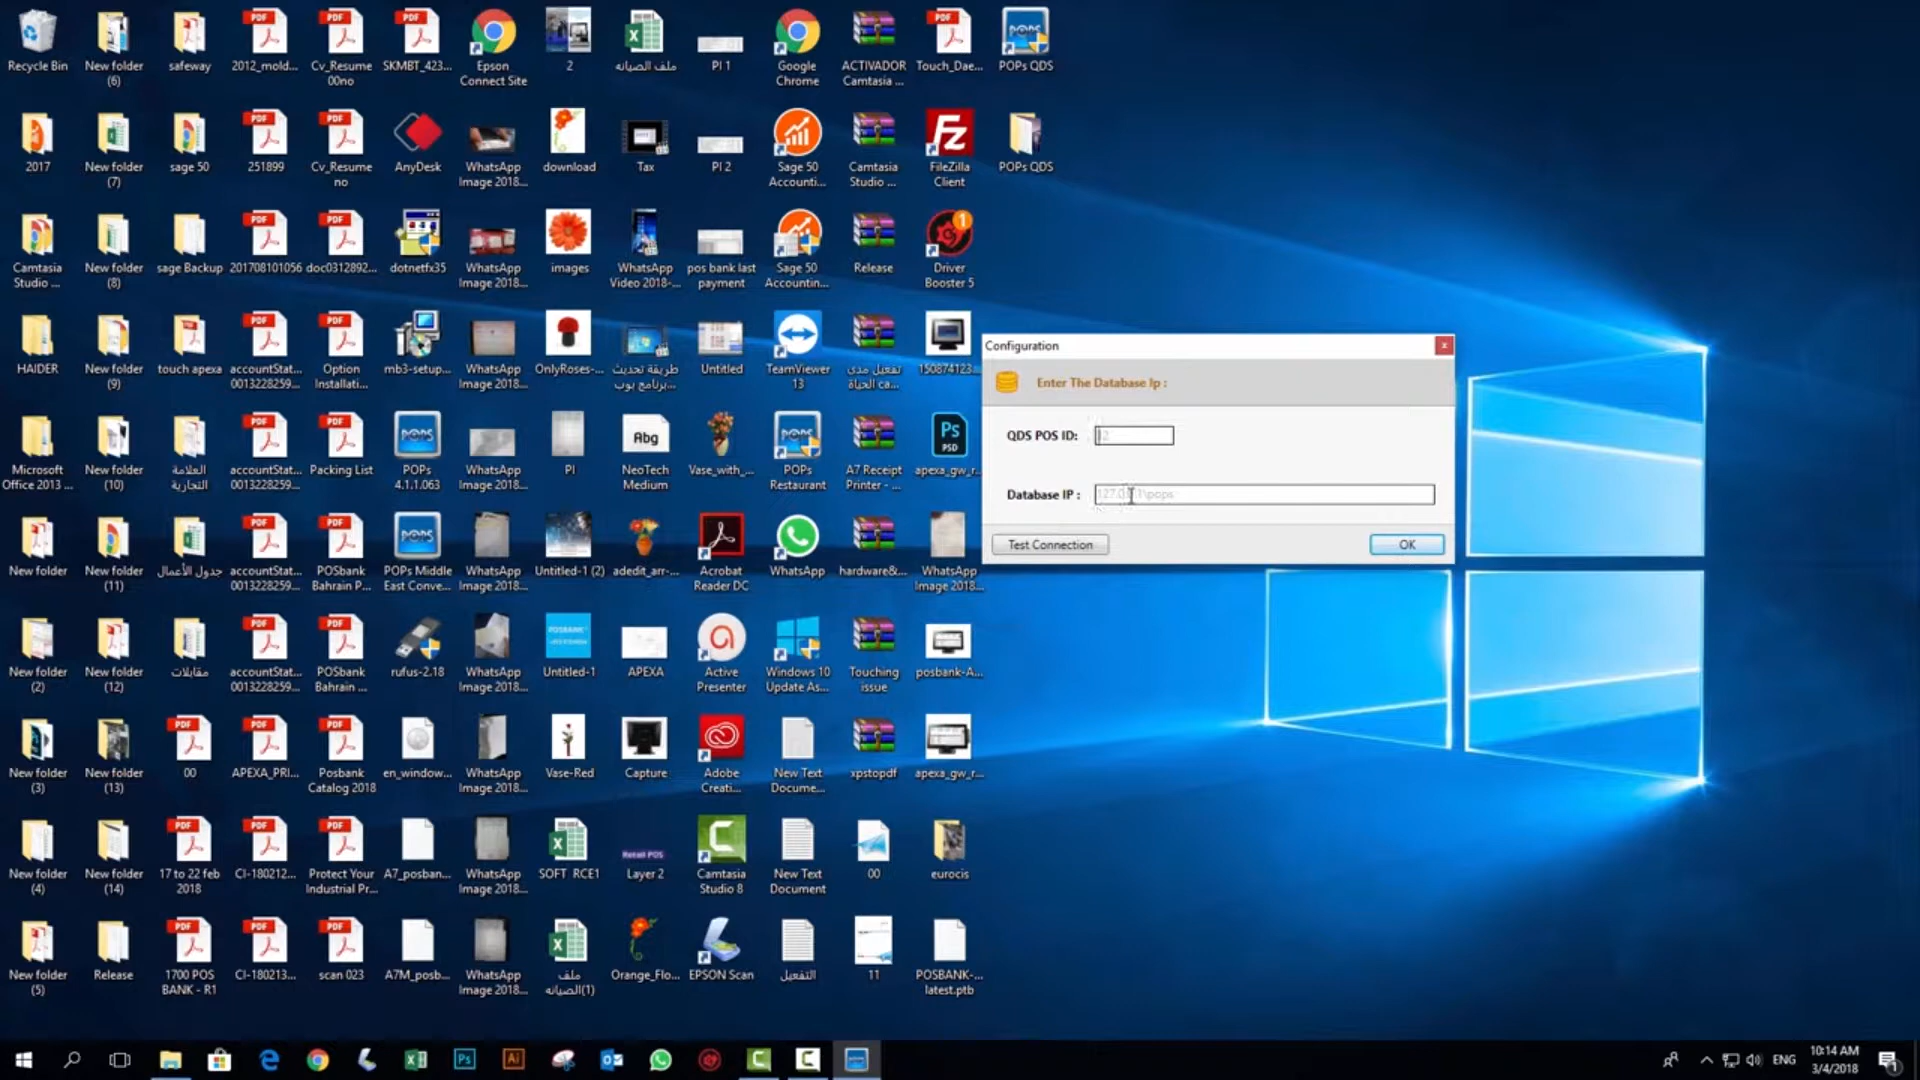 Recycle Bin
New folder (6)
safeway
2012_mold...
Cv_Resume 00no
SKMBT_423...
Epson Connect Site
2
ملف الصيانه
PI 1
Google Chrome
ACTIVADOR Camtasia ...
Touch_Dae...
POPs QDS
2017
New folder (7)
sage 50
251899
Cv_Resume no
AnyDesk
WhatsApp Image 2018...
download
Tax
PI 2
Sage 50 Accounti...
Camtasia Studio ...
FileZilla Client
POPs QDS
Camtasia Studio ...
New folder (8)
sage Backup
201708101056
doc0312892...
dotnetfx35
WhatsApp Image 2018...
images
WhatsApp Video 2018-...
pos bank last payment
Sage 50 Accountin...
Release
Driver Booster 5
HAIDER
New folder (9)
touch apexa
accountStat... 0013228259...
Option Installati...
mb3-setup...
WhatsApp Image 2018...
OnlyRoses-...
طريقة تحديث برنامج بوب...
Untitled
TeamViewer 13
تفعيل مدى الحياة ca...
150874123...
Microsoft Office 2013 ...
New folder (10)
العلامة التجارية
accountStat... 0013228259...
Packing List
POPs 4.1.1.063
WhatsApp Image 2018...
PI
NeoTech Medium
Vase_with_...
POPs Restaurant
A7 Receipt Printer - ...
apexa_gw_r...
New folder
New folder (11)
جدول الأعمال
accountStat... 0013228259...
POSbank Bahrain P...
POPs Middle East Conve...
WhatsApp Image 2018...
Untitled-1 (2)
adedit_arr-...
Acrobat Reader DC
WhatsApp
hardware&...
WhatsApp Image 2018...
New folder (2)
New folder (12)
مقابلات
accountStat... 0013228259...
POSbank Bahrain ...
rufus-2.18
WhatsApp Image 2018...
Untitled-1
APEXA
Active Presenter
Windows 10 Update As...
Touching issue
posbank-A...
New folder (3)
New folder (13)
00
APEXA_PRI...
Posbank Catalog 2018
en_window...
WhatsApp Image 2018...
Vase-Red
Capture
Adobe Creati...
New Text Docume...
xpstopdf
apexa_gw_r...
New folder (4)
New folder (14)
17 to 22 feb 2018
CI-180212...
Protect Your Industrial Pr...
A7_posban...
WhatsApp Image 2018...
SOFT RCE1
Layer 2
Camtasia Studio 8
New Text Document
00
eurocis
New folder (5)
Release
1700 POS BANK - R1
CI-180213...
scan 023
A7M_posb...
WhatsApp Image 2018...
ملف الصيانه(1)
Orange_Flo...
EPSON Scan
التفعيل
11
POSBANK-... latest.ptb
Configuration
Enter The Database Ip :
QDS POS ID:
Database IP :
Test Connection
OK
ENG
10:14 AM
3/4/2018